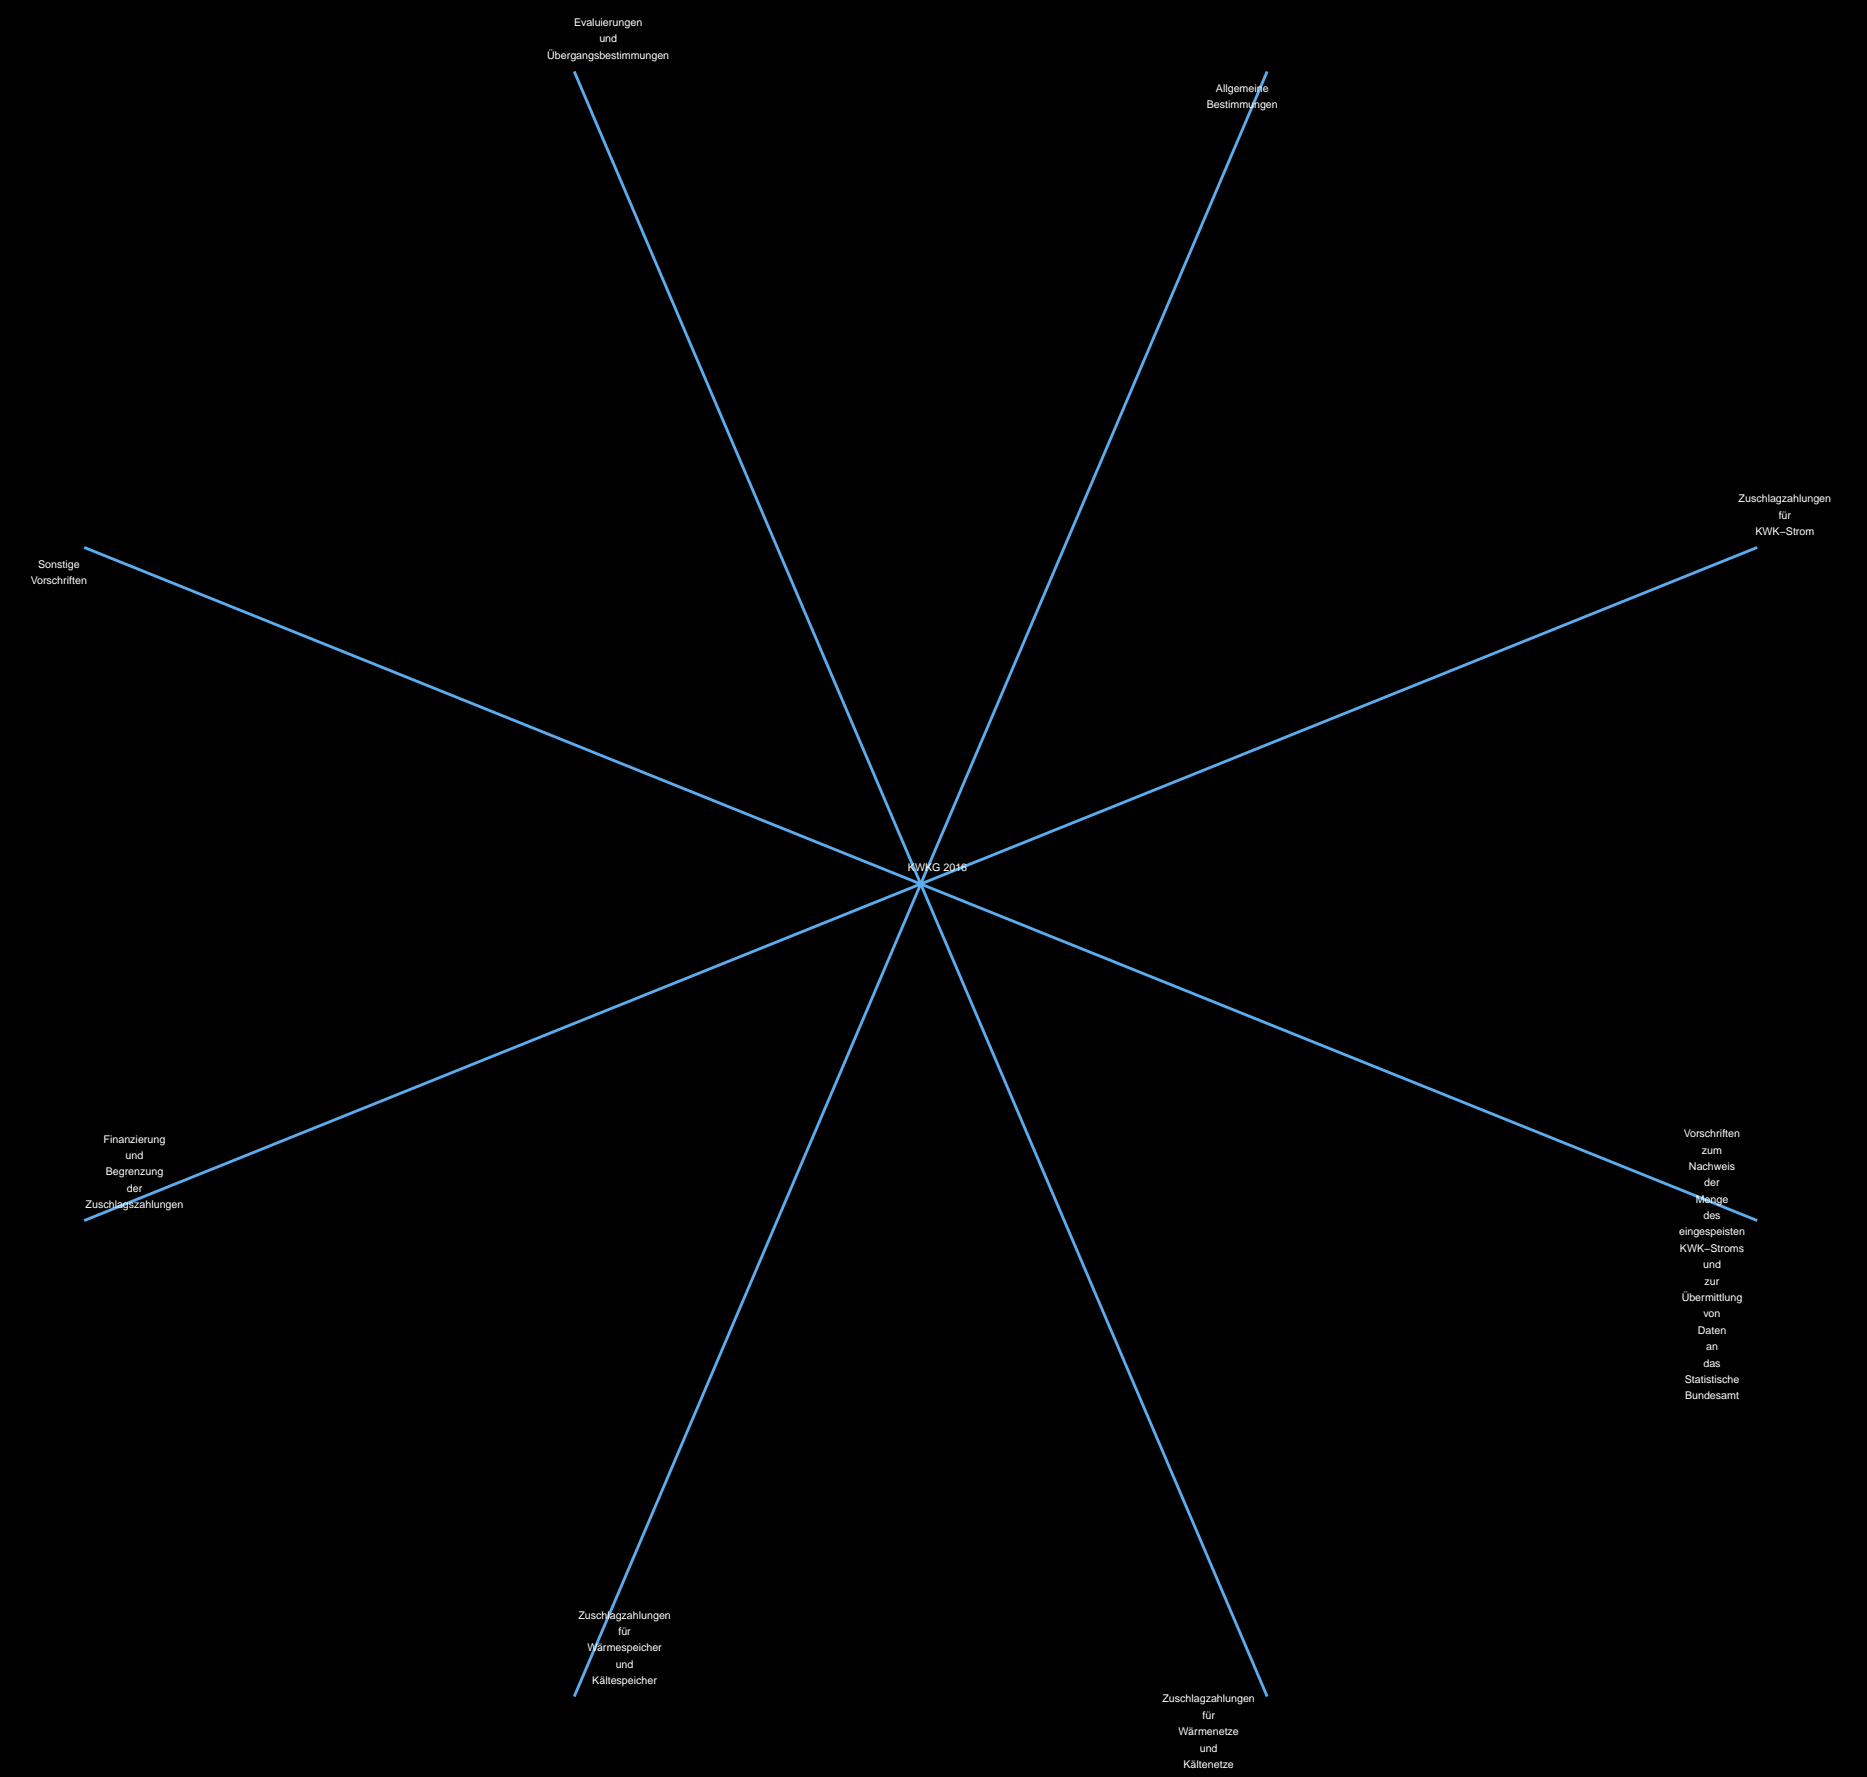 Evaluierungen
und
Übergangsbestimmungen
Allgemeine
Bestimmungen
Zuschlagzahlungen
für
KWK–Strom
Sonstige
Vorschriften
KWKG 2016
Finanzierung
und
Begrenzung
der
Zuschlagszahlungen
Vorschriften
zum
Nachweis
der
Menge
des
eingespeisten
KWK–Stroms
und
zur
Übermittlung
von
Daten
an
das
Statistische
Bundesamt
Zuschlagzahlungen
für
Wärmespeicher
und
Kältespeicher
Zuschlagzahlungen
für
Wärmenetze
und
Kältenetze